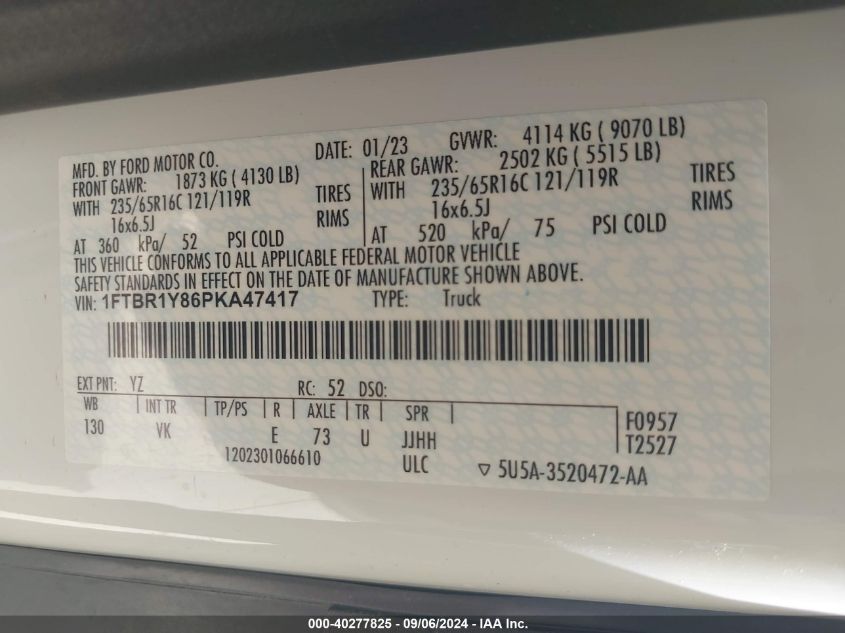 MFD. BY FORD MOTOR CO. DATE: 01/23 GVWR: 4114 KG ( 9070 LB)
FRONT GAWR: 1873 KG ( 4130 LB) REAR GAWR: 2502 KG ( 5515 LB)
WITH 235/65R16C 121/119R TIRES WITH 235/65R16C 121/119R TIRES
16x6.5J RIMS 16x6.5J RIMS
AT 360 kPa/ 52 PSI COLD AT 520 kPa/ 75 PSI COLD
THIS VEHICLE CONFORMS TO ALL APPLICABLE FEDERAL MOTOR VEHICLE
SAFETY STANDARDS IN EFFECT ON THE DATE OF MANUFACTURE SHOWN ABOVE.
VIN: 1FTBR1Y86PKA47417 TYPE: Truck
EXT PNT: YZ RC: 52 DSO:
WB INT TR TP/PS R AXLE TR SPR F0957
130 VK E 73 U JJHH T2527
1202301066610 ULC ▽ 5U5A-3520472-AA
000-40277825 - 09/06/2024 - IAA Inc.